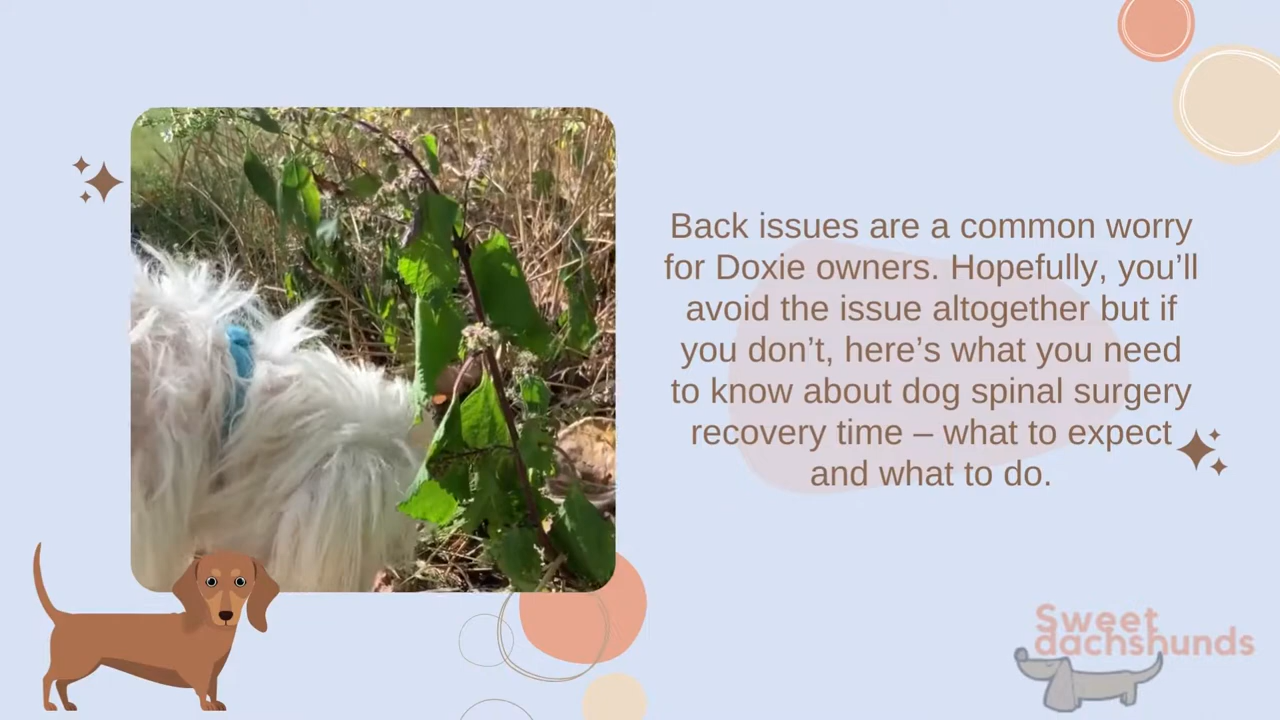 Back issues are a common worry
for Doxie owners. Hopefully, you’ll
avoid the issue altogether but if
you don’t, here’s what you need
to know about dog spinal surgery
recovery time – what to expect
and what to do.
Sweet
dachshunds